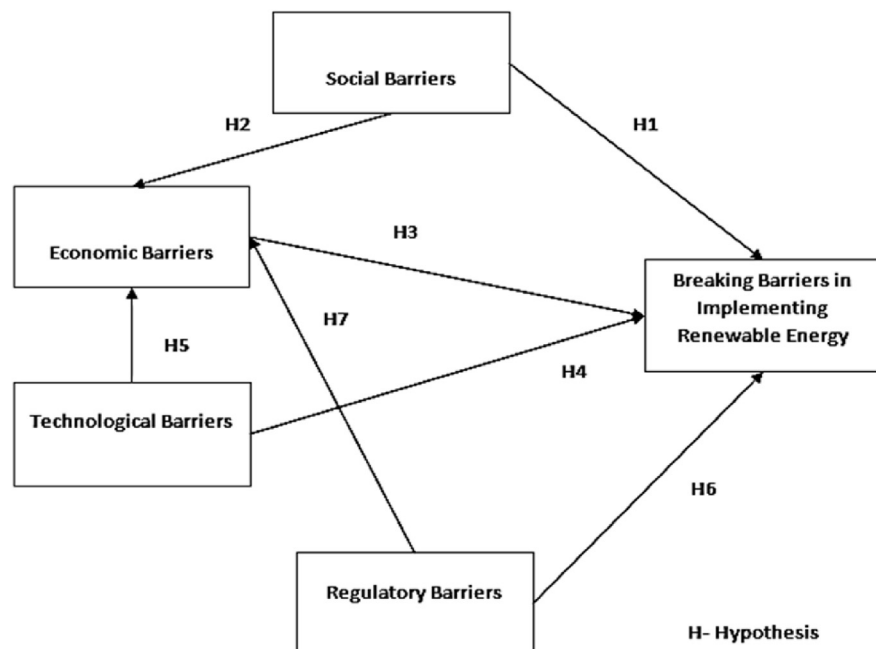 Social Barriers
H2
H1
Economic Barriers
H3
Breaking Barriers in
Implementing
Renewable Energy
H7
H5
H4
Technological Barriers
H6
Regulatory Barriers
H- Hypothesis